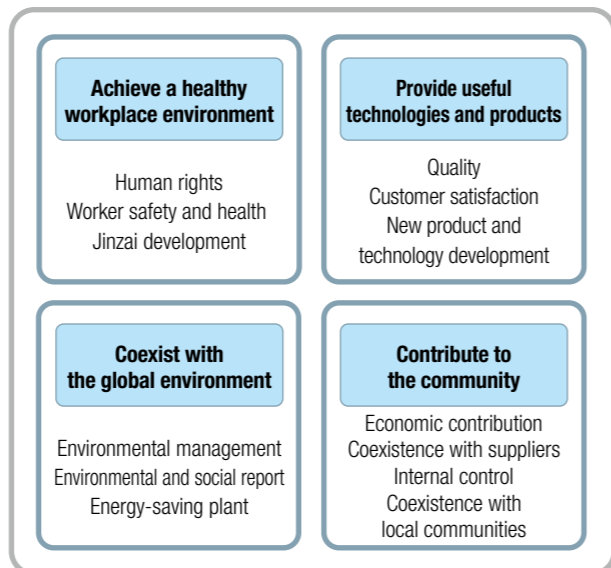 Achieve a healthy
workplace environment
Human rights
Worker safety and health
Jinzai development
Provide useful
technologies and products
Quality
Customer satisfaction
New product and
technology development
Coexist with
the global environment
Environmental management
Environmental and social report
Energy-saving plant
Contribute to
the community
Economic contribution
Coexistence with suppliers
Internal control
Coexistence with
local communities